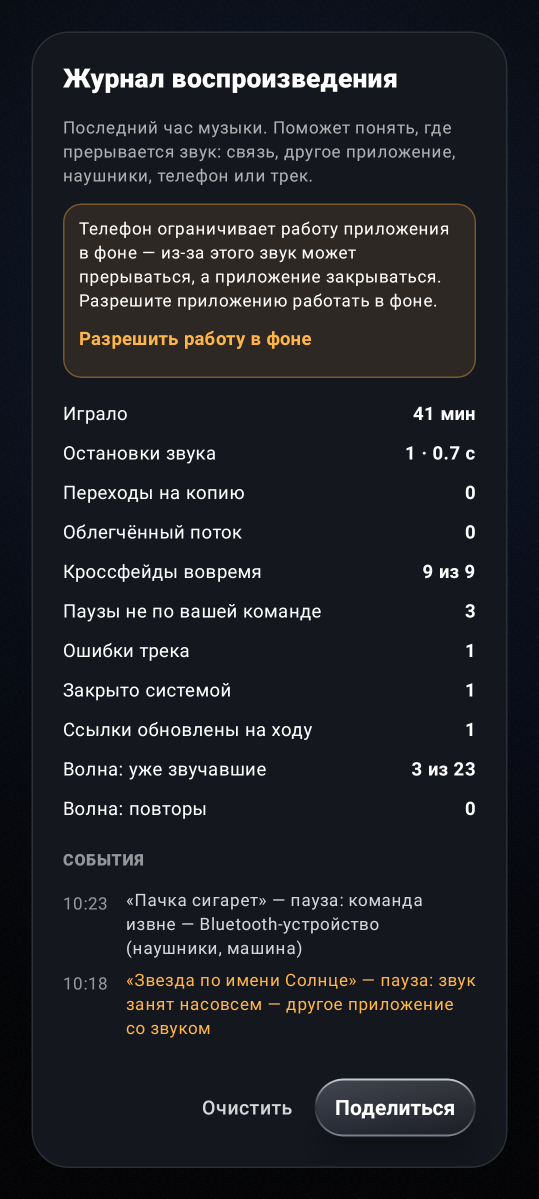 Журнал воспроизведения
Последний час музыки. Поможет понять, где
прерывается звук: связь, другое приложение,
наушники, телефон или трек.
Телефон ограничивает работу приложения
в фоне — из-за этого звук может
прерываться, а приложение закрываться.
Разрешите приложению работать в фоне.
Разрешить работу в фоне
Играло 41 мин
Остановки звука 1 · 0.7 с
Переходы на копию 0
Облегчённый поток 0
Кроссфейды вовремя 9 из 9
Паузы не по вашей команде 3
Ошибки трека 1
Закрыто системой 1
Ссылки обновлены на ходу 1
Волна: уже звучавшие 3 из 23
Волна: повторы 0
СОБЫТИЯ
10:23 «Пачка сигарет» — пауза: команда
извне — Bluetooth-устройство
(наушники, машина)
10:18 «Звезда по имени Солнце» — пауза: звук
занят насовсем — другое приложение
со звуком
Очистить Поделиться